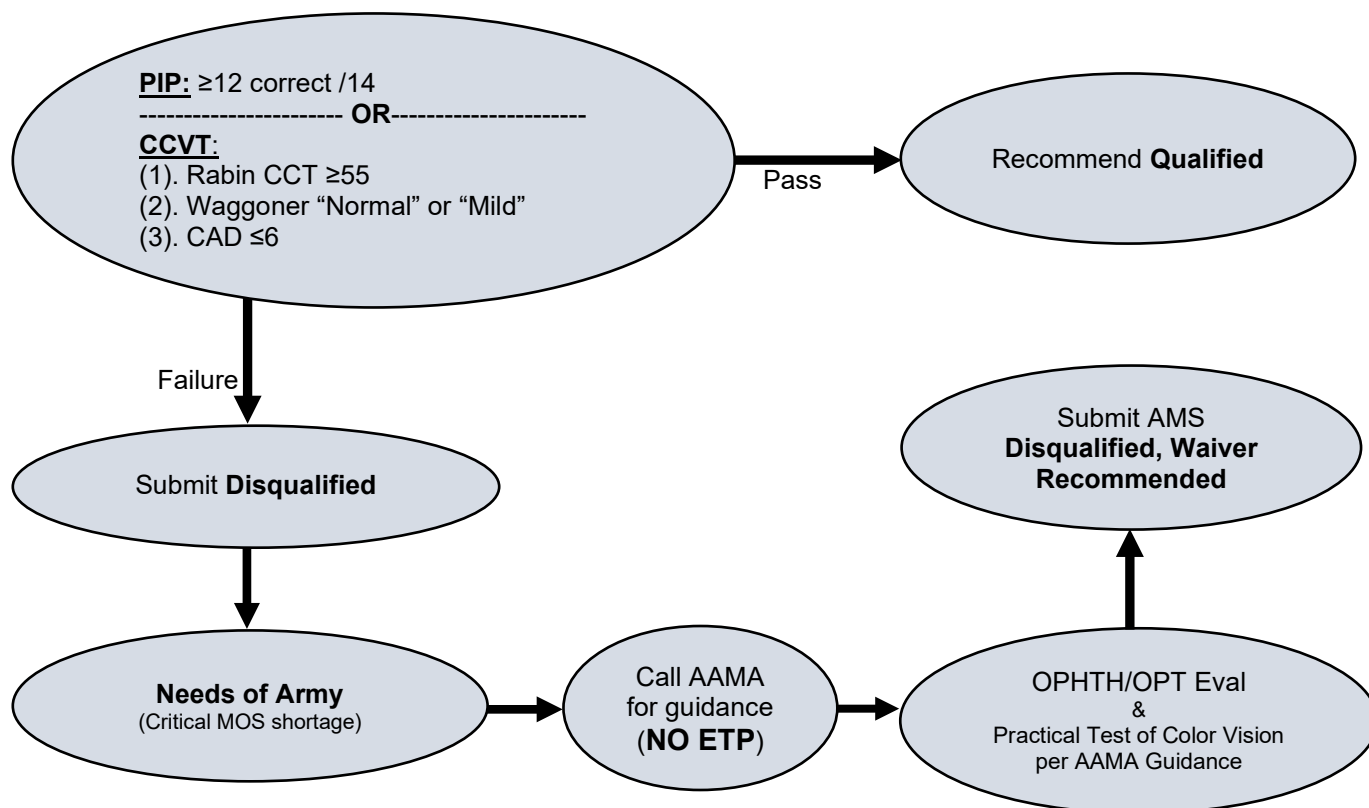 PIP: ≥12 correct /14
----------------------- OR----------------------
CCVT:
(1). Rabin CCT ≥55
(2). Waggoner “Normal” or “Mild”
(3). CAD ≤6
Pass
Recommend Qualified
Failure
Submit Disqualified
Needs of Army
(Critical MOS shortage)
Call AAMA
for guidance
(NO ETP)
OPHTH/OPT Eval
&
Practical Test of Color Vision
per AAMA Guidance
Submit AMS
Disqualified, Waiver
Recommended